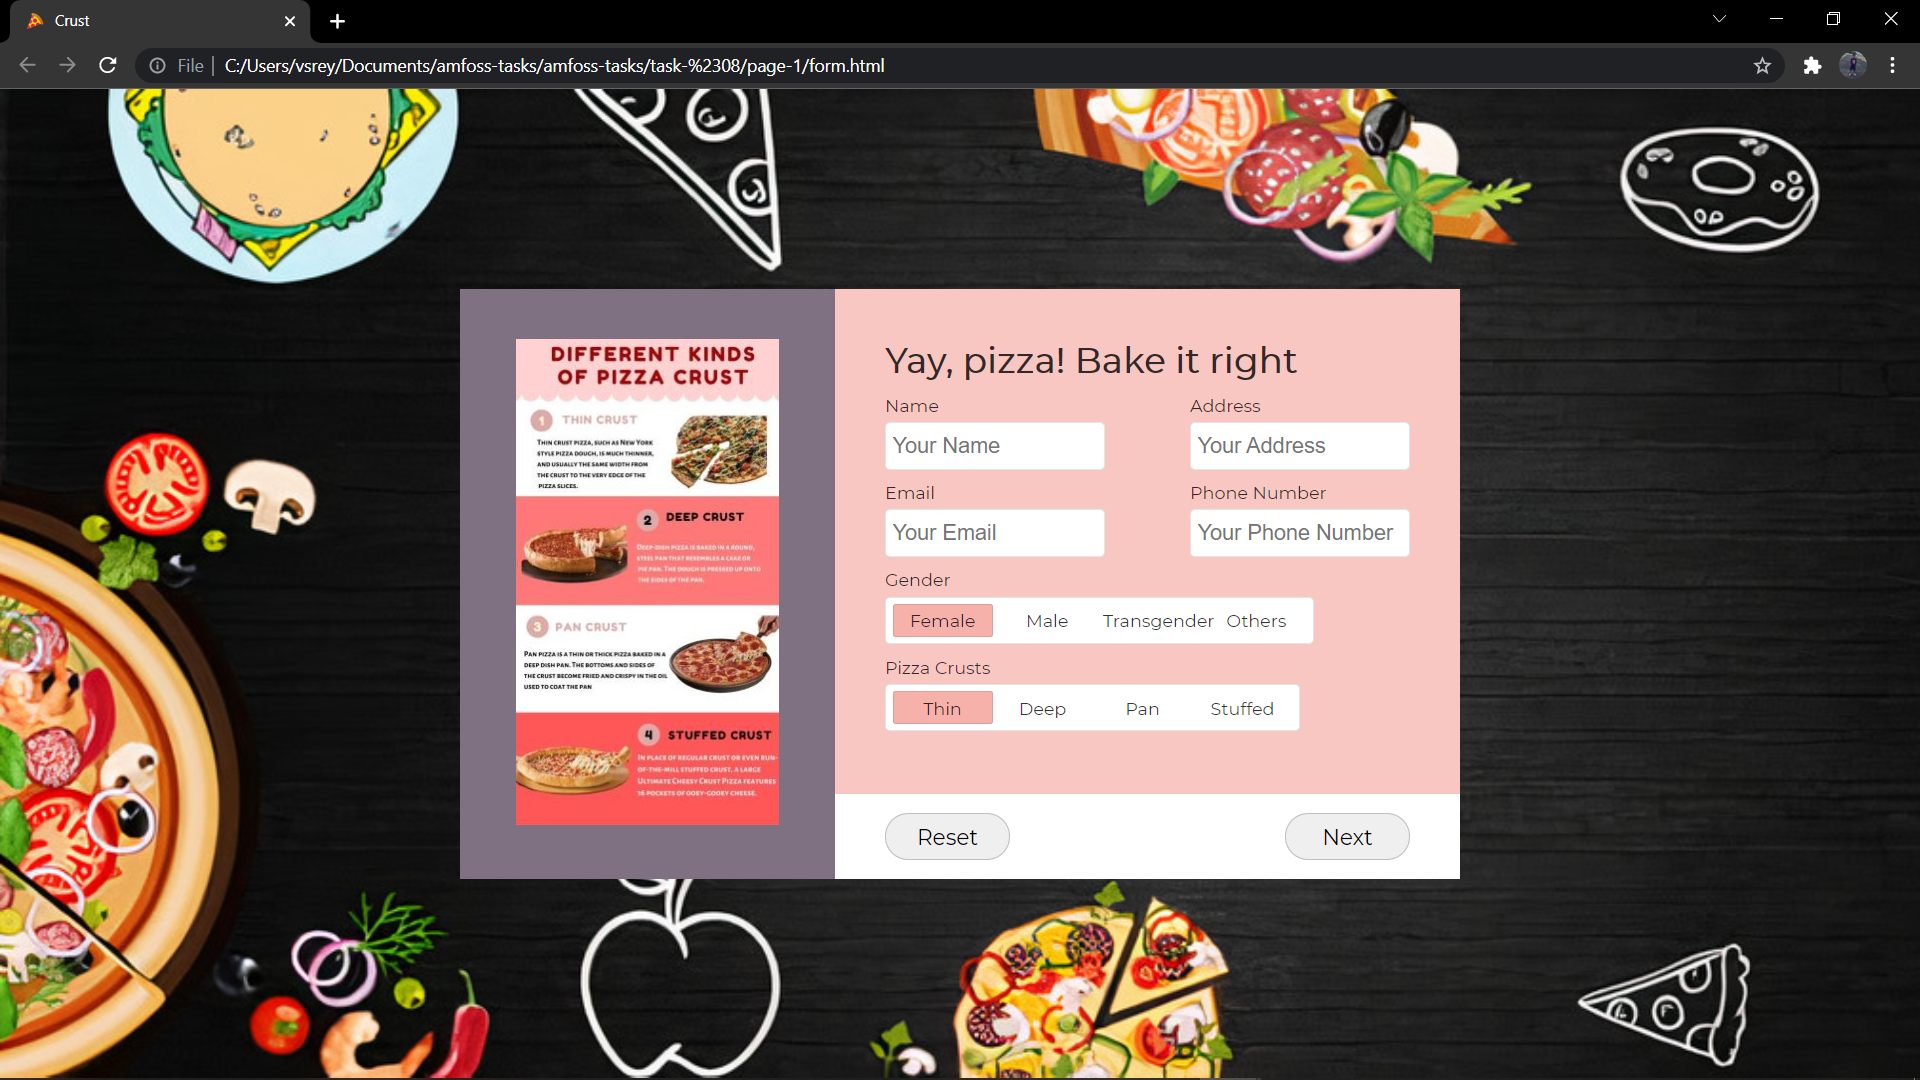 Crust
File
C:/Users/vsrey/Documents/amfoss-tasks/amfoss-tasks/task-%2308/page-1/form.html
DIFFERENT KINDS
OF PIZZA CRUST
1 THIN CRUST
THIN CRUST PIZZA, SUCH AS NEW YORK
STYLE PIZZA DOUGH, IS MUCH THINNER,
AND USUALLY THE SAME WIDTH FROM
THE CRUST TO THE VERY EDGE OF THE
PIZZA SLICES.
2 DEEP CRUST
DEEP-DISH PIZZA IS BAKED IN A ROUND,
STEEL PAN THAT RESEMBLES A CAKE OR
PIE PAN. THE DOUGH IS PRESSED UP ONTO
THE SIDES OF THE PAN.
3 PAN CRUST
PAN PIZZA IS A THIN OR THICK PIZZA BAKED IN A
DEEP DISH PAN. THE BOTTOMS AND SIDES OF
THE CRUST BECOME FRIED AND CRISPY IN THE OIL
USED TO COAT THE PAN
4 STUFFED CRUST
IN PLACE OF REGULAR CRUST OR EVEN RUN-
OF-THE-MILL STUFFED CRUST, A LARGE
ULTIMATE CHEESY CRUST PIZZA FEATURES
16 POCKETS OF OOEY-GOOEY CHEESE.
Yay, pizza! Bake it right
Name Address
Your Name Your Address
Email Phone Number
Your Email Your Phone Number
Gender
Female Male Transgender Others
Pizza Crusts
Thin Deep Pan Stuffed
Reset Next